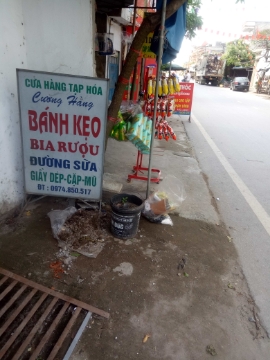 CỬA HÀNG TẠP HÓA
Cường Hằng
BÁNH KẸO
BIA RƯỢU
ĐƯỜNG SỮA
GIẤY DÉP-CẶP-MŨ
ĐT: 0974.850.517